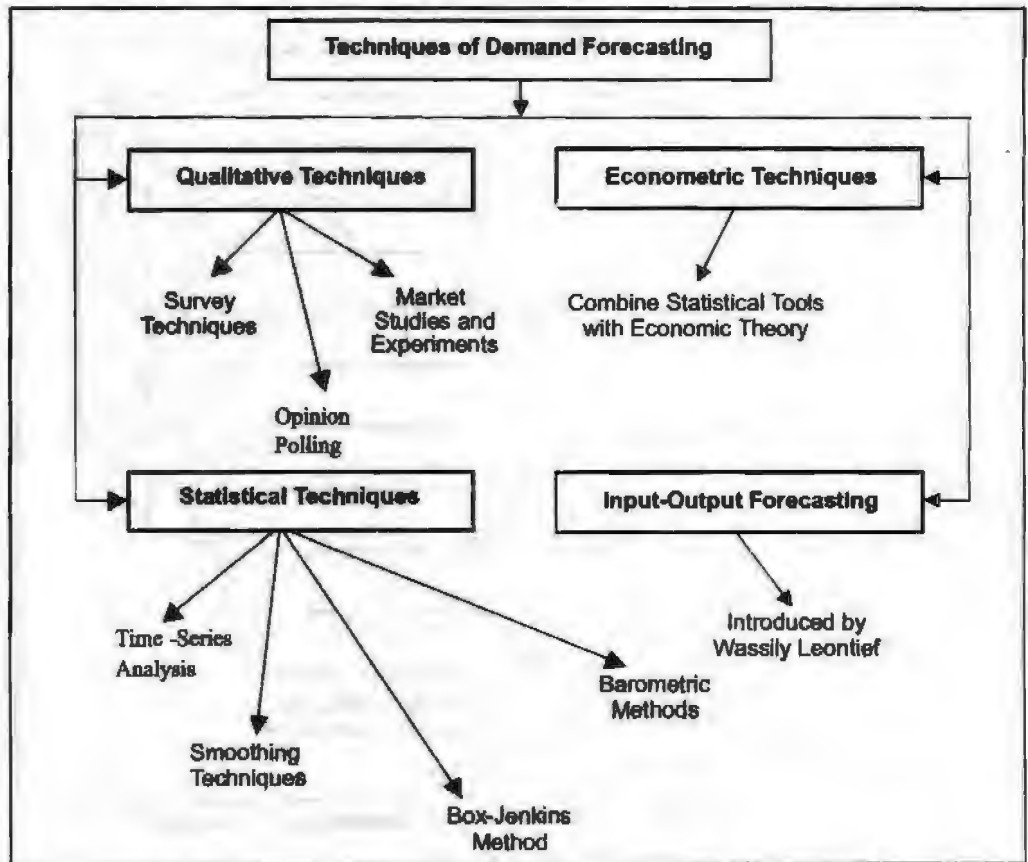 Techniques of Demand Forecasting
Qualitative Techniques
Econometric Techniques
Survey
Techniques
Market
Studies and
Experiments
Combine Statistical Tools
with Economic Theory
Opinion
Polling
Statistical Techniques
Input-Output Forecasting
Time -Series
Analysis
Introduced by
Wassily Leontief
Barometric
Methods
Smoothing
Techniques
Box-Jenkins
Method